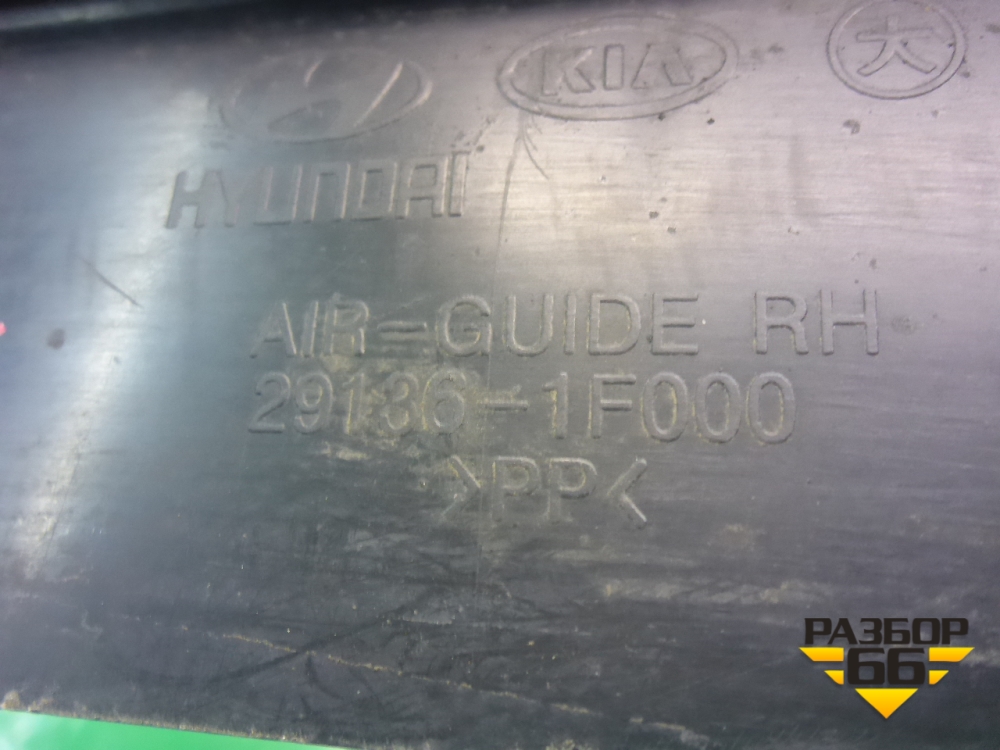 KIA 大
HYUNDAI
AIR-GUIDE RH
29136-1F000
>PP<
РАЗБОР
66